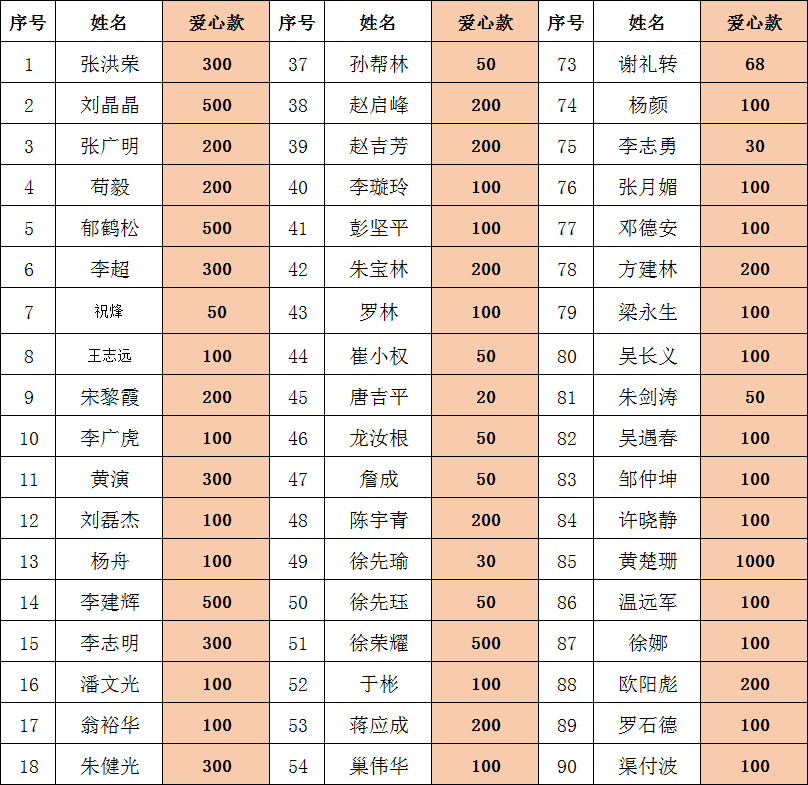 序号 姓名 爱心款 序号 姓名 爱心款 序号 姓名 爱心款
1 张洪荣 300 37 孙帮林 50 73 谢礼转 68
2 刘晶晶 500 38 赵启峰 200 74 杨颜 100
3 张广明 200 39 赵吉芳 200 75 李志勇 30
4 苟毅 200 40 李璇玲 100 76 张月媚 100
5 郁鹤松 500 41 彭坚平 100 77 邓德安 100
6 李超 300 42 朱宝林 200 78 方建林 200
7 祝烽 50 43 罗林 100 79 梁永生 100
8 王志远 100 44 崔小权 50 80 吴长义 100
9 宋黎霞 200 45 唐吉平 20 81 朱剑涛 50
10 李广虎 100 46 龙汝根 50 82 吴遇春 100
11 黄演 300 47 詹成 50 83 邹仲坤 100
12 刘磊杰 100 48 陈宇青 200 84 许晓静 100
13 杨舟 100 49 徐先瑜 30 85 黄楚珊 1000
14 李建辉 500 50 徐先珏 50 86 温远军 100
15 李志明 300 51 徐荣耀 500 87 徐娜 100
16 潘文光 100 52 于彬 100 88 欧阳彪 200
17 翁裕华 100 53 蒋应成 200 89 罗石德 100
18 朱健光 300 54 巢伟华 100 90 渠付波 100